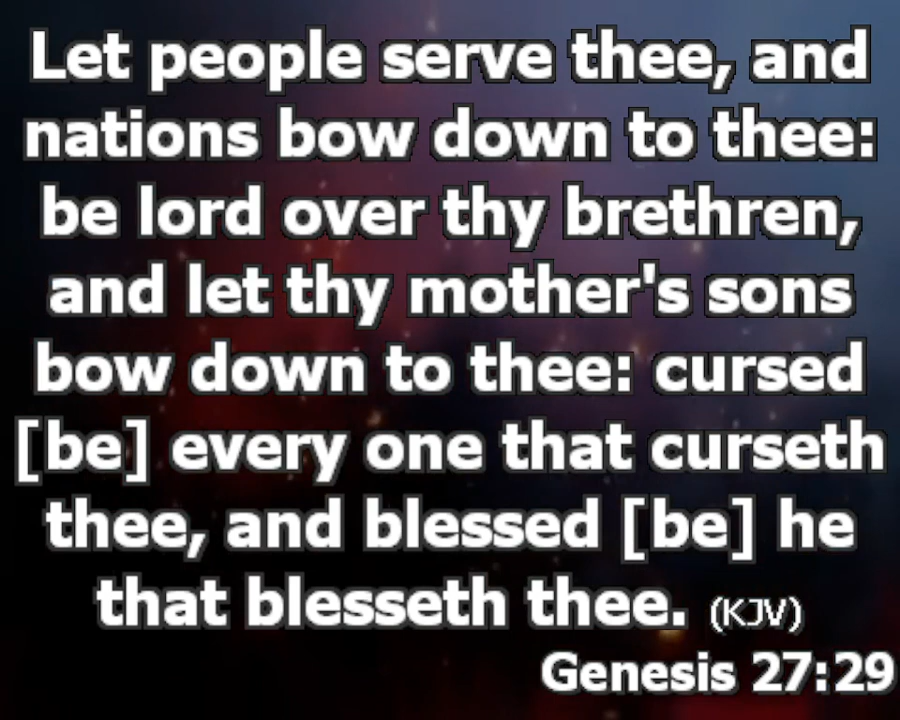 Let people serve thee, and
nations bow down to thee:
be lord over thy brethren,
and let thy mother's sons
bow down to thee: cursed
[be] every one that curseth
thee, and blessed [be] he
that blesseth thee. (KJV)
Genesis 27:29